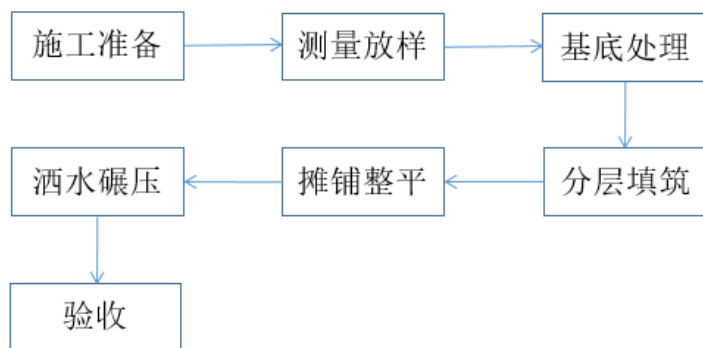 施工准备
测量放样
基底处理
分层填筑
摊铺整平
洒水碾压
验收